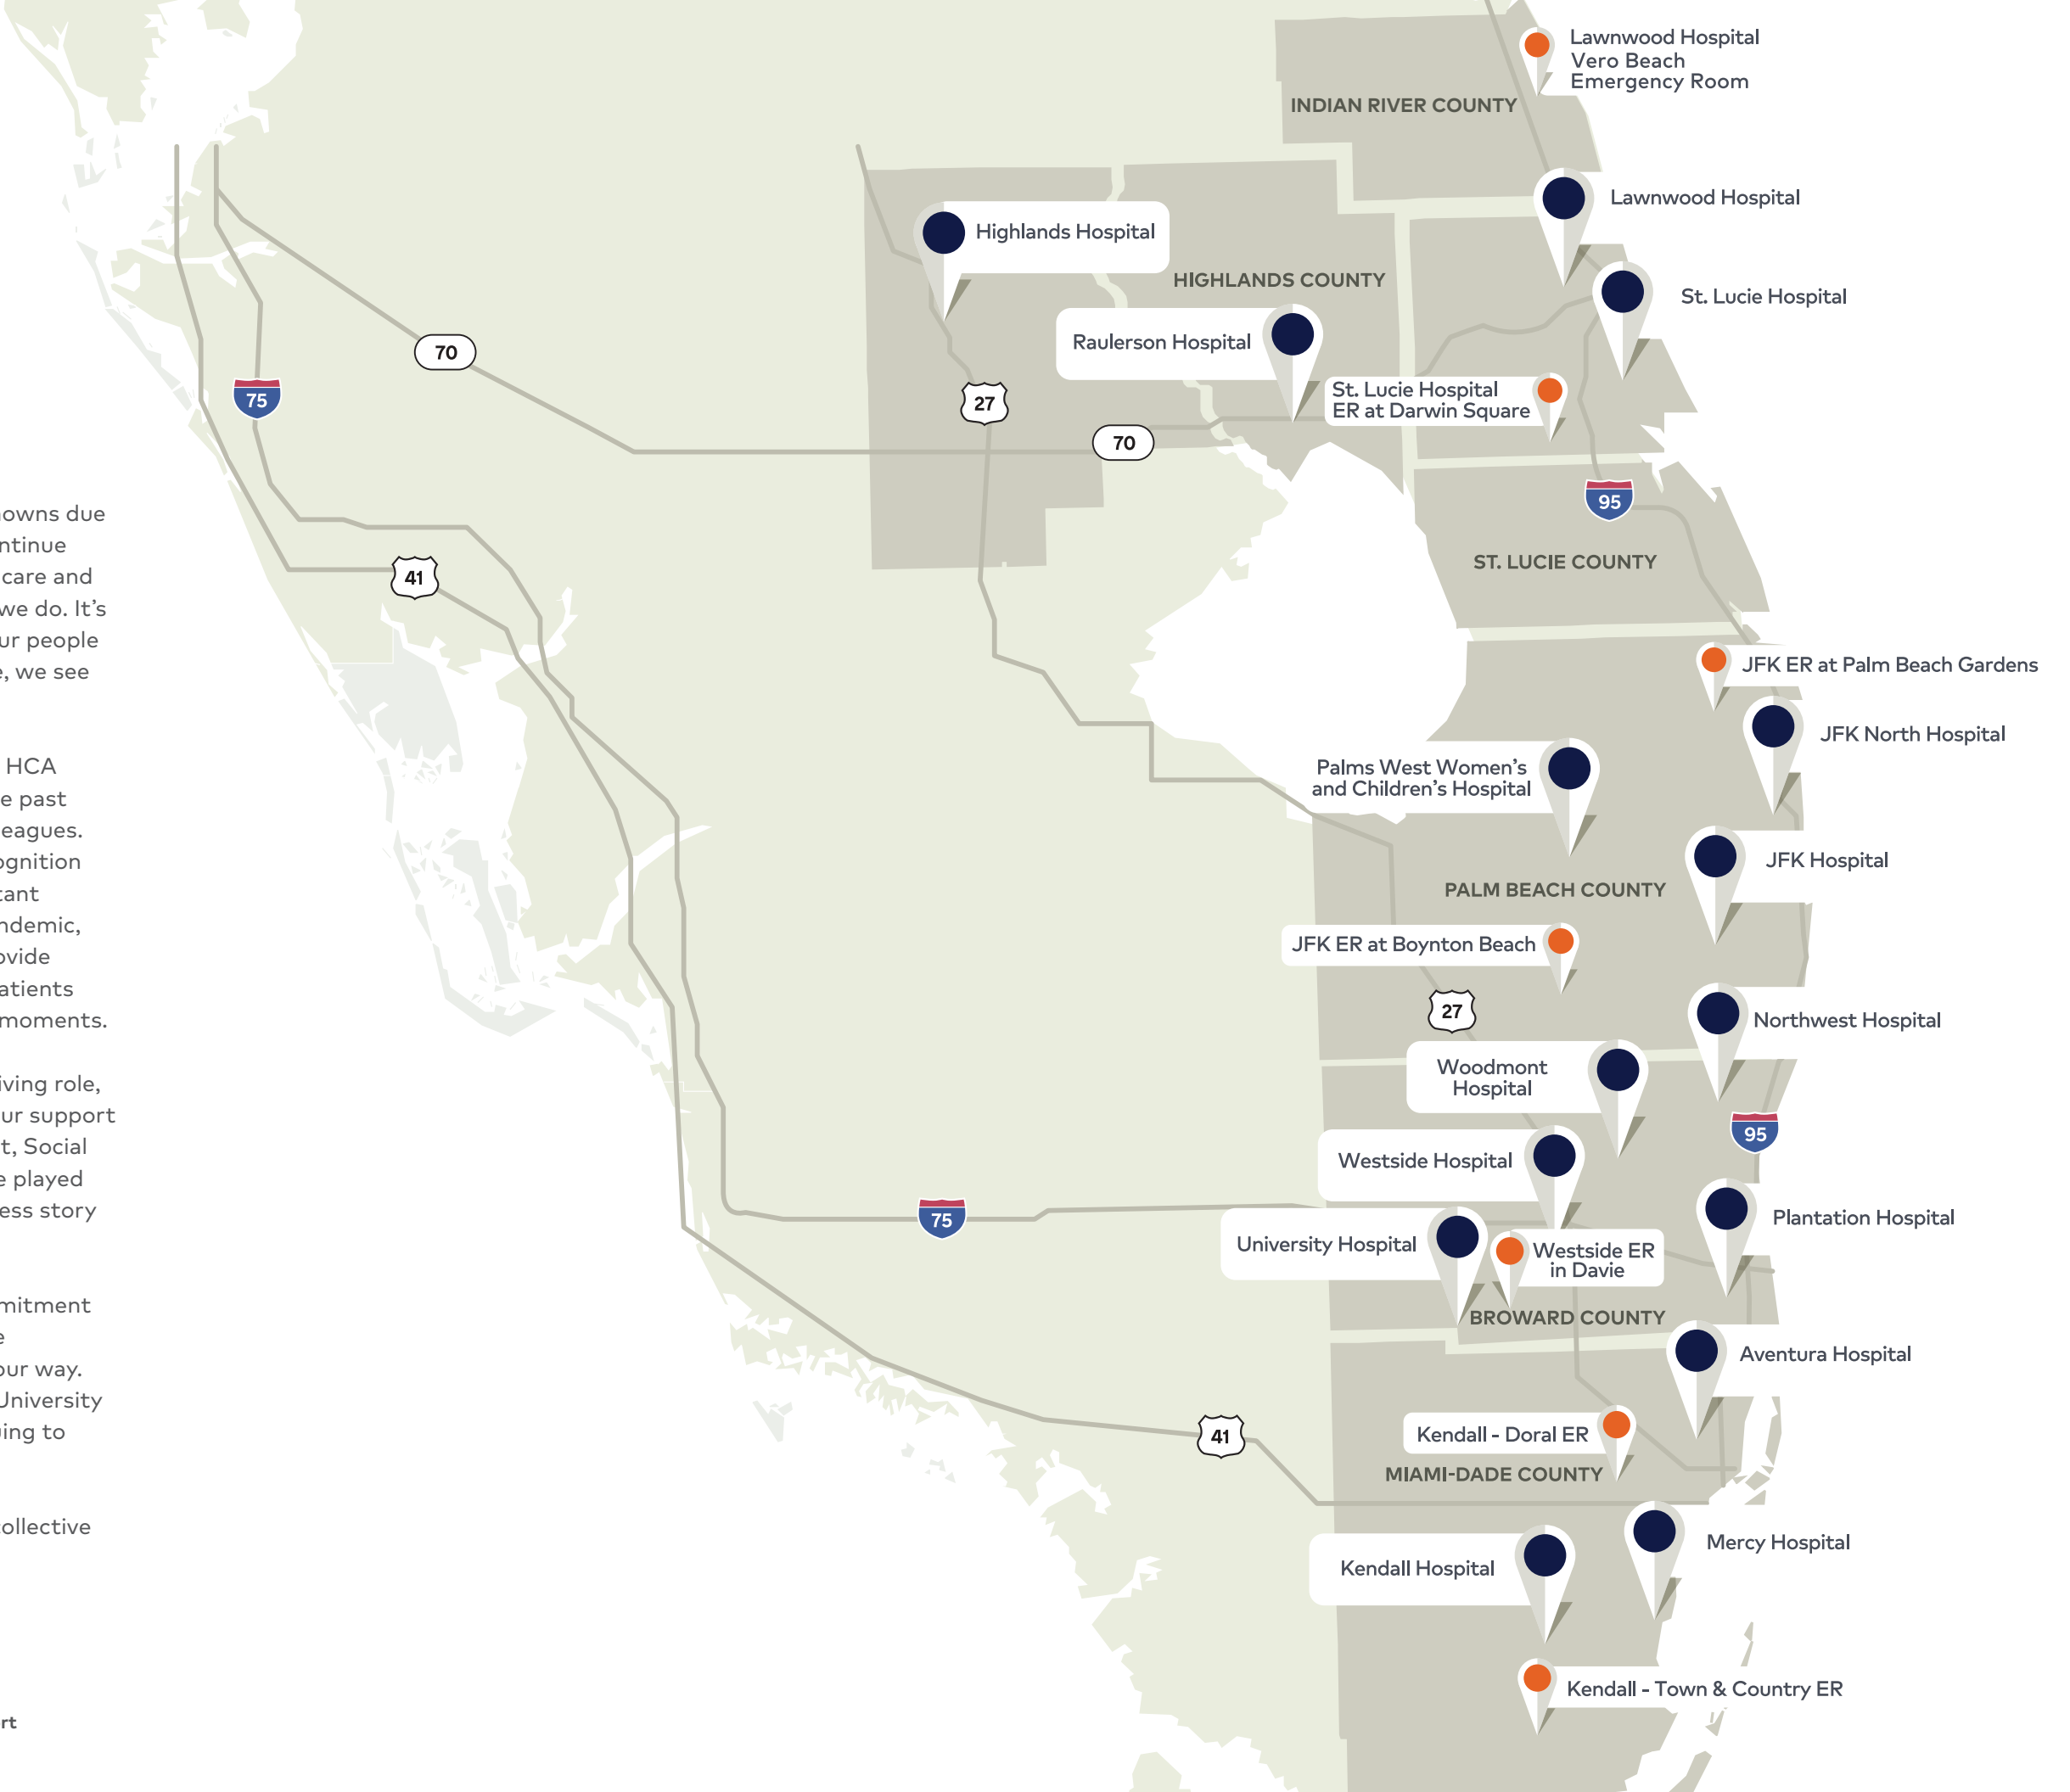 owns due
ntinue
care and
we do. It's
ur people
e, we see
HCA
e past
leagues.
ognition
tant
ndemic,
ovide
atients
moments.
iving role,
ur support
t, Social
e played
ess story
mitment
e
our way.
University
ing to
collective
rt
Lawnwood Hospital
Vero Beach
Emergency Room
INDIAN RIVER COUNTY
Lawnwood Hospital
Highlands Hospital
HIGHLANDS COUNTY
St. Lucie Hospital
Raulerson Hospital
70
75
27
St. Lucie Hospital
ER at Darwin Square
70
95
ST. LUCIE COUNTY
41
JFK ER at Palm Beach Gardens
JFK North Hospital
Palms West Women's
and Children's Hospital
JFK Hospital
PALM BEACH COUNTY
JFK ER at Boynton Beach
27
Northwest Hospital
Woodmont
Hospital
95
Westside Hospital
Plantation Hospital
75
University Hospital
Westside ER
in Davie
BROWARD COUNTY
Aventura Hospital
41
Kendall - Doral ER
MIAMI-DADE COUNTY
Mercy Hospital
Kendall Hospital
Kendall - Town & Country ER